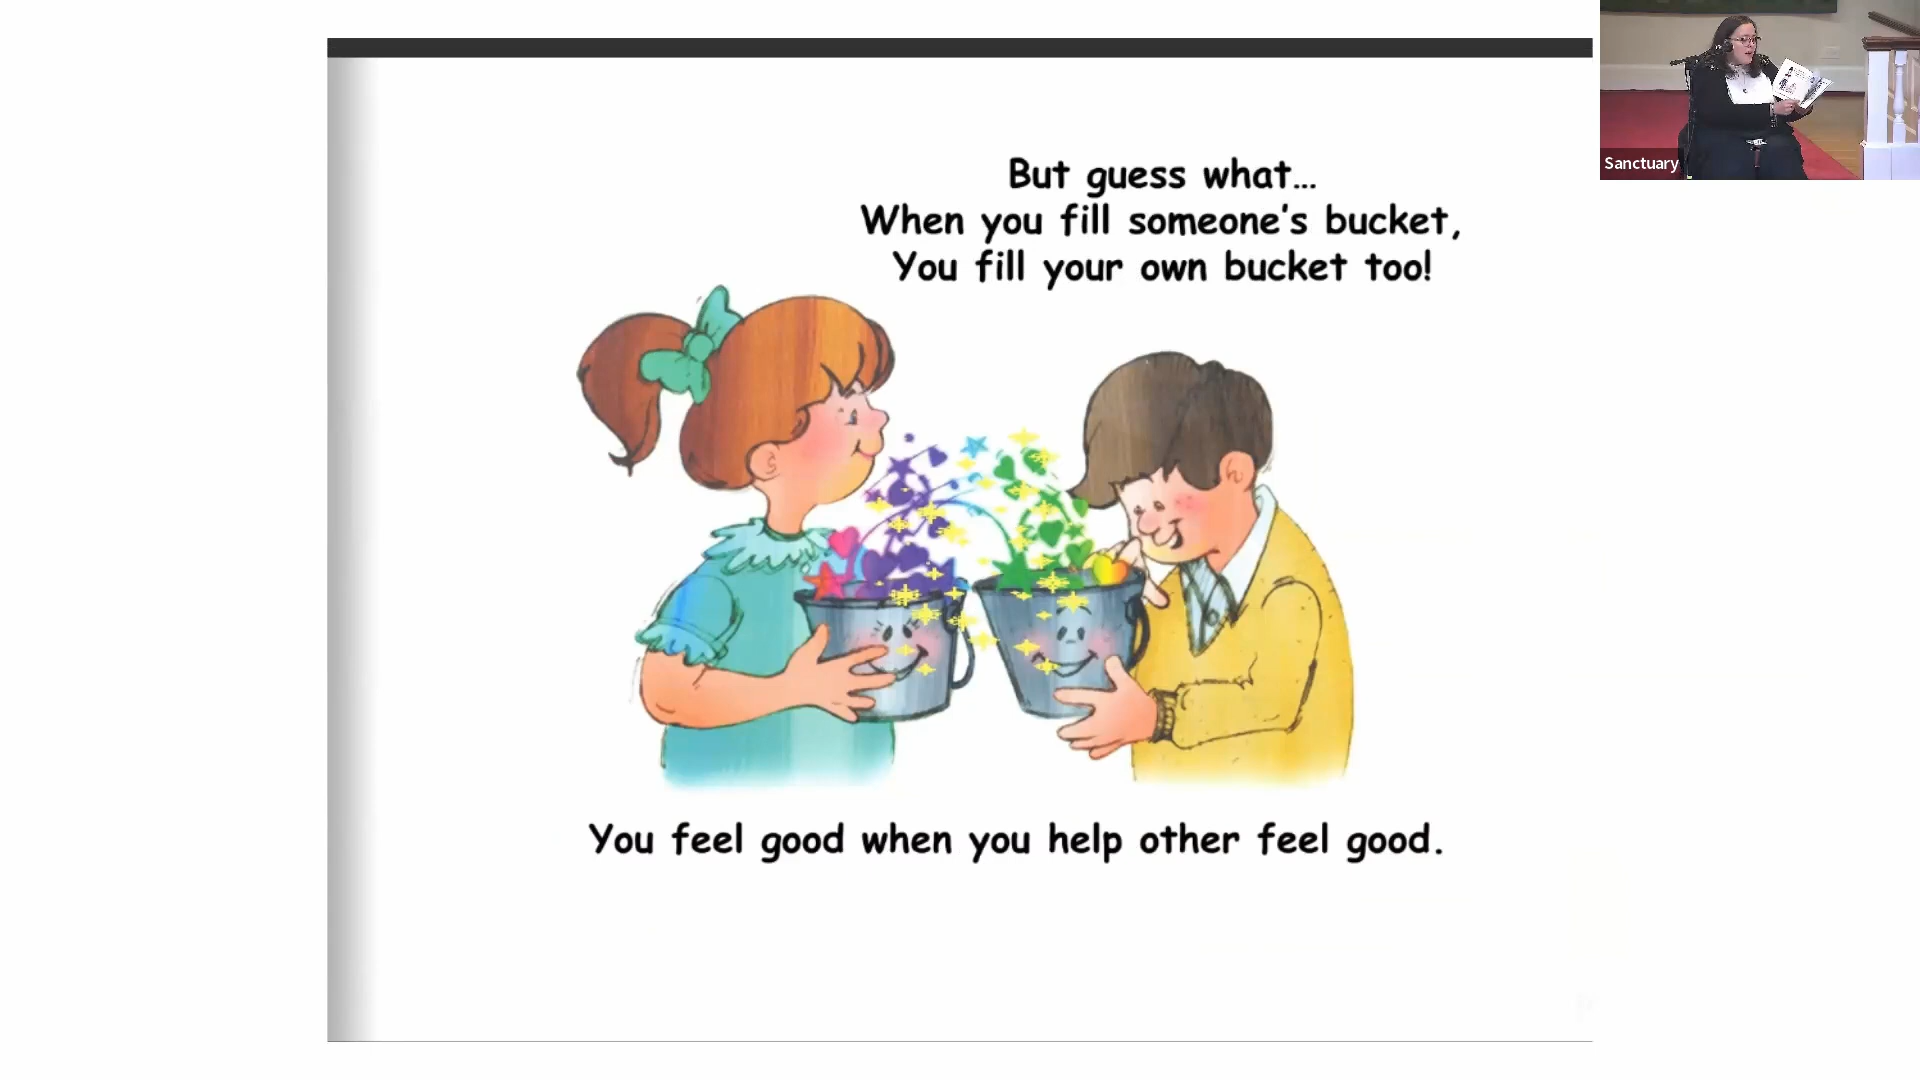 But guess what...
When you fill someone's bucket,
You fill your own bucket too!
You feel good when you help other feel good.
Sanctuary